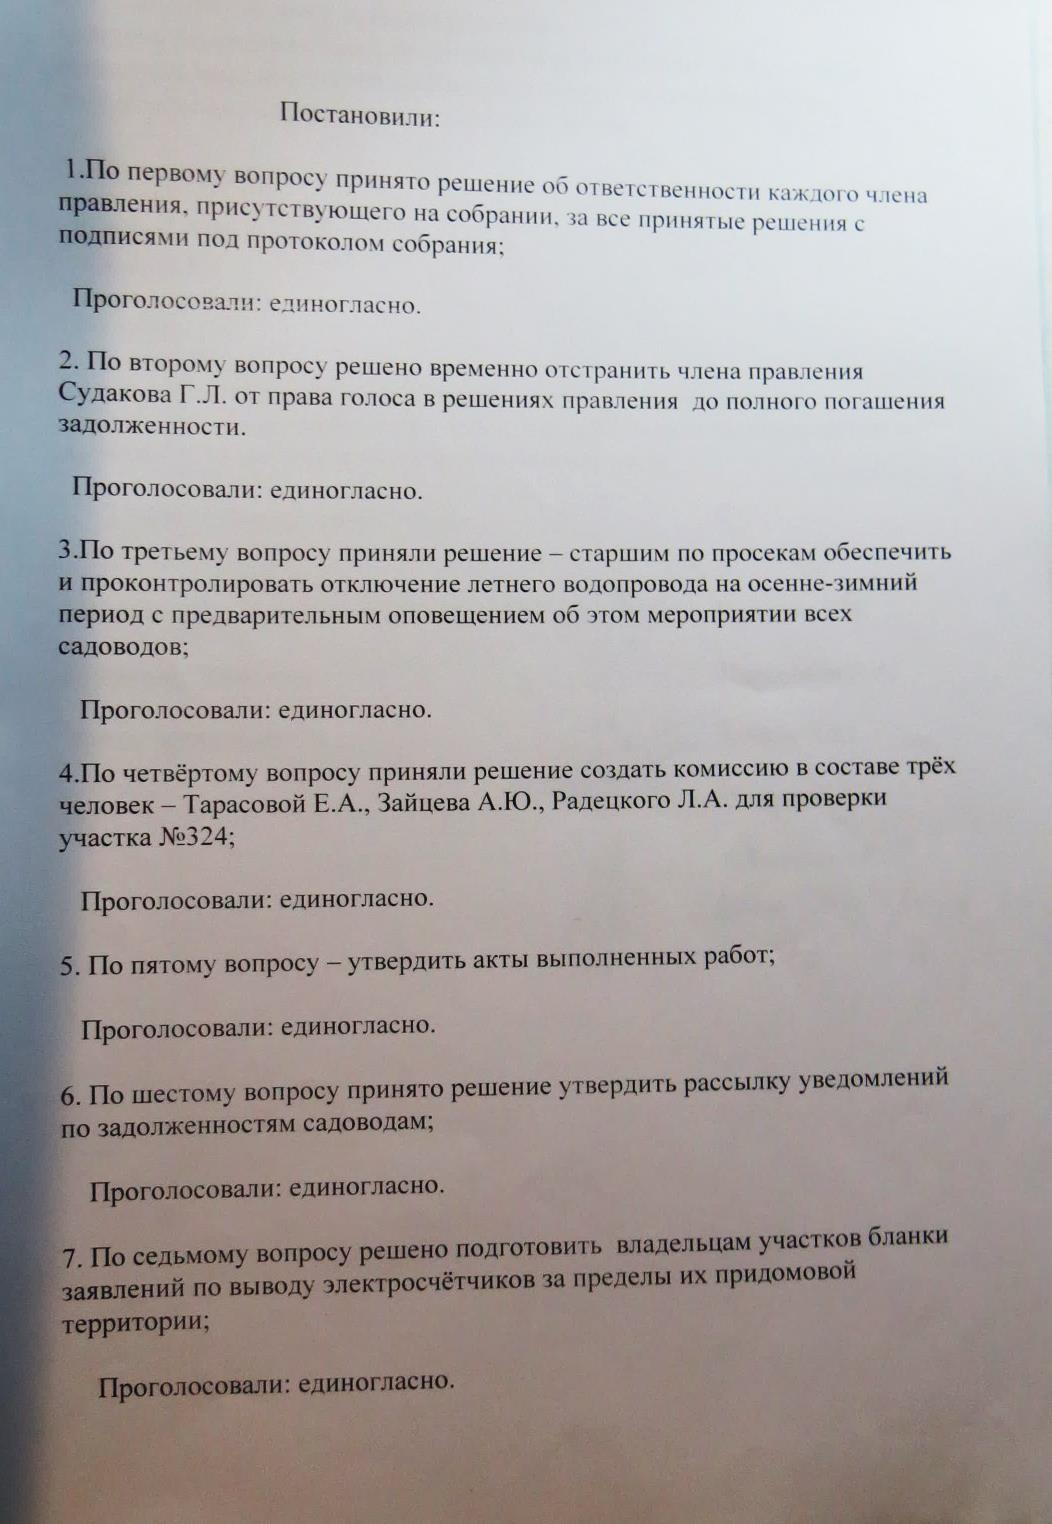 Постановили:
1.По первому вопросу принято решение об ответственности каждого члена
правления, присутствующего на собрании, за все принятые решения с
подписями под протоколом собрания;
Проголосовали: единогласно.
2. По второму вопросу решено временно отстранить члена правления
Судакова Г.Л. от права голоса в решениях правления до полного погашения
задолженности.
Проголосовали: единогласно.
3.По третьему вопросу приняли решение – старшим по просекам обеспечить
и проконтролировать отключение летнего водопровода на осенне-зимний
период с предварительным оповещением об этом мероприятии всех
садоводов;
Проголосовали: единогласно.
4.По четвёртому вопросу приняли решение создать комиссию в составе трёх
человек – Тарасовой Е.А., Зайцева А.Ю., Радецкого Л.А. для проверки
участка №324;
Проголосовали: единогласно.
5. По пятому вопросу – утвердить акты выполненных работ;
Проголосовали: единогласно.
6. По шестому вопросу принято решение утвердить рассылку уведомлений
по задолженностям садоводам;
Проголосовали: единогласно.
7. По седьмому вопросу решено подготовить владельцам участков бланки
заявлений по выводу электросчётчиков за пределы их придомовой
территории;
Проголосовали: единогласно.